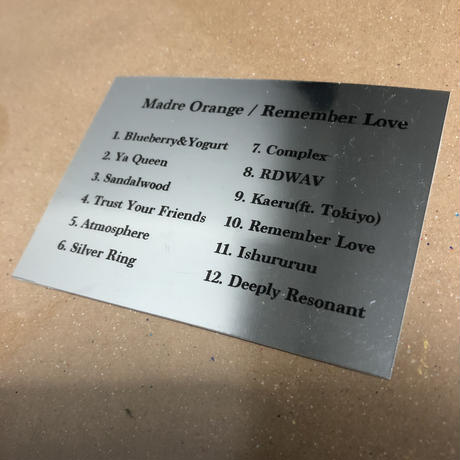 Madre Orange / Remember Love
1. Blueberry&Yogurt
2. Ya Queen
3. Sandalwood
4. Trust Your Friends
5. Atmosphere
6. Silver Ring
7. Complex
8. RDWAV
9. Kaeru(ft. Tokiyo)
10. Remember Love
11. Ishururuu
12. Deeply Resonant